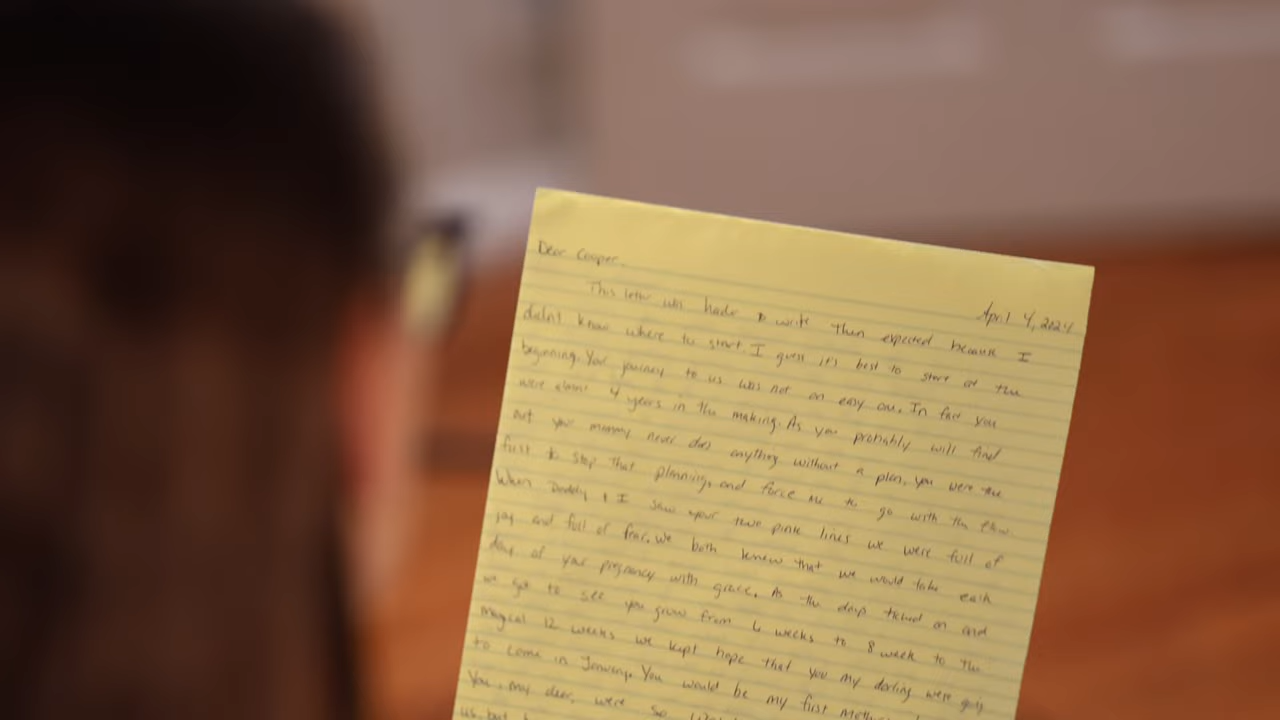 Dear Cooper.
April 4, 2024
This letter was harder to write then expected because I
didn't know where to start. I guess it's best to start at the
beginning. Your journey to us was not an easy one. In fact you
were almost 4 years in the making. As you probably will find
out your mommy never does anything without a plan, you were the
first to stop that planning, and force me to go with the flow.
When Daddy & I saw your two pink lines we were full of
joy and full of fear. We both knew that we would take each
day of your pregnancy with grace. As the days ticked on and
we got to see you grow from 6 weeks to 8 week to the
magical 12 weeks we kept hope that you my darling were
to come in January. You would be my first
You, my dear, were so
us, but